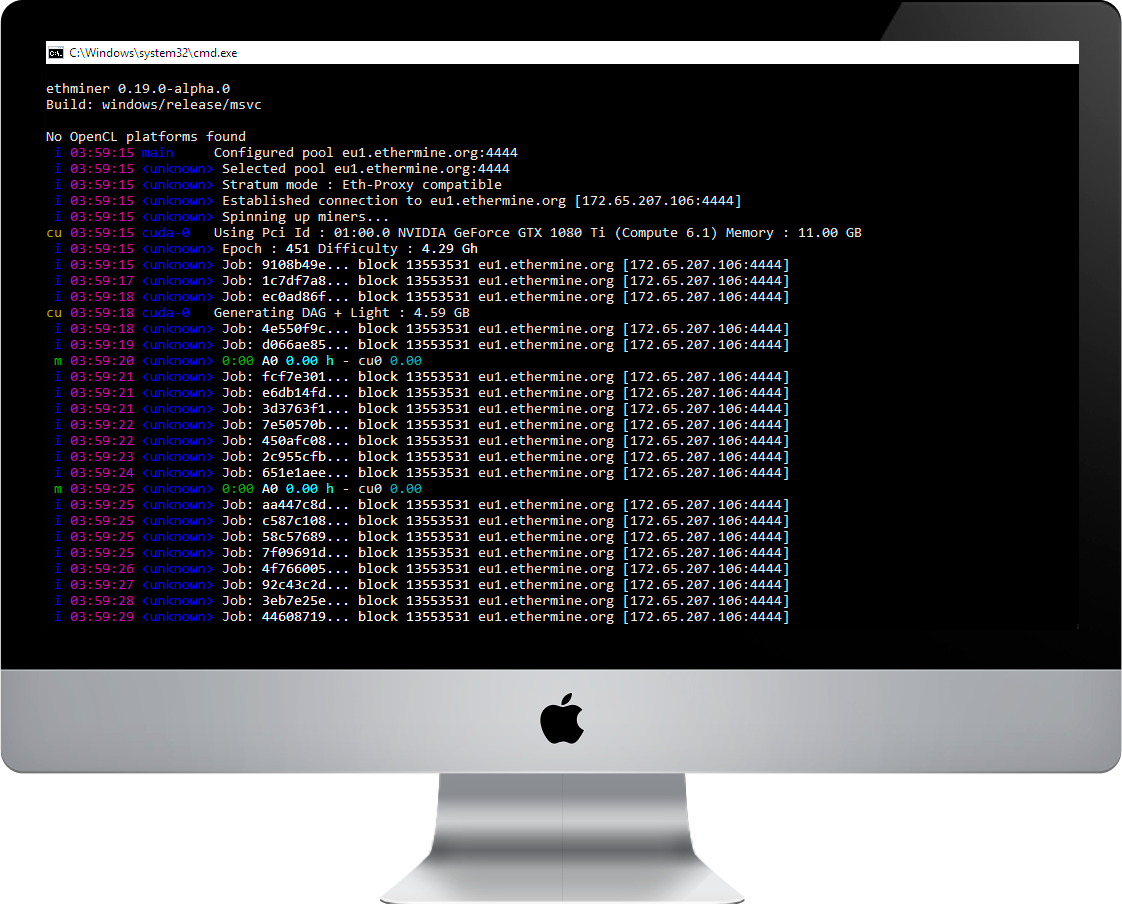 C:\Windows\system32\cmd.exe
ethminer 0.19.0-alpha.0
Build: windows/release/msvc
No OpenCL platforms found
i 03:59:15 main Configured pool eu1.ethermine.org:4444
i 03:59:15 <unknown> Selected pool eu1.ethermine.org:4444
i 03:59:15 <unknown> Stratum mode : Eth-Proxy compatible
i 03:59:15 <unknown> Established connection to eu1.ethermine.org [172.65.207.106:4444]
i 03:59:15 <unknown> Spinning up miners...
cu 03:59:15 cuda-0 Using Pci Id : 01:00.0 NVIDIA GeForce GTX 1080 Ti (Compute 6.1) Memory : 11.00 GB
i 03:59:15 <unknown> Epoch : 451 Difficulty : 4.29 Gh
i 03:59:15 <unknown> Job: 9108b49e... block 13553531 eu1.ethermine.org [172.65.207.106:4444]
i 03:59:17 <unknown> Job: 1c7df7a8... block 13553531 eu1.ethermine.org [172.65.207.106:4444]
i 03:59:18 <unknown> Job: ec0ad86f... block 13553531 eu1.ethermine.org [172.65.207.106:4444]
cu 03:59:18 cuda-0 Generating DAG + Light : 4.59 GB
i 03:59:18 <unknown> Job: 4e550f9c... block 13553531 eu1.ethermine.org [172.65.207.106:4444]
i 03:59:19 <unknown> Job: d066ae85... block 13553531 eu1.ethermine.org [172.65.207.106:4444]
m 03:59:20 <unknown> 0:00 A0 0.00 h - cu0 0.00
i 03:59:21 <unknown> Job: fcf7e301... block 13553531 eu1.ethermine.org [172.65.207.106:4444]
i 03:59:21 <unknown> Job: e6db14fd... block 13553531 eu1.ethermine.org [172.65.207.106:4444]
i 03:59:21 <unknown> Job: 3d3763f1... block 13553531 eu1.ethermine.org [172.65.207.106:4444]
i 03:59:22 <unknown> Job: 7e50570b... block 13553531 eu1.ethermine.org [172.65.207.106:4444]
i 03:59:22 <unknown> Job: 450afc08... block 13553531 eu1.ethermine.org [172.65.207.106:4444]
i 03:59:23 <unknown> Job: 2c955cfb... block 13553531 eu1.ethermine.org [172.65.207.106:4444]
i 03:59:24 <unknown> Job: 651e1aee... block 13553531 eu1.ethermine.org [172.65.207.106:4444]
m 03:59:25 <unknown> 0:00 A0 0.00 h - cu0 0.00
i 03:59:25 <unknown> Job: aa447c8d... block 13553531 eu1.ethermine.org [172.65.207.106:4444]
i 03:59:25 <unknown> Job: c587c108... block 13553531 eu1.ethermine.org [172.65.207.106:4444]
i 03:59:25 <unknown> Job: 58c57689... block 13553531 eu1.ethermine.org [172.65.207.106:4444]
i 03:59:25 <unknown> Job: 7f09691d... block 13553531 eu1.ethermine.org [172.65.207.106:4444]
i 03:59:26 <unknown> Job: 4f766005... block 13553531 eu1.ethermine.org [172.65.207.106:4444]
i 03:59:27 <unknown> Job: 92c43c2d... block 13553531 eu1.ethermine.org [172.65.207.106:4444]
i 03:59:28 <unknown> Job: 3eb7e25e... block 13553531 eu1.ethermine.org [172.65.207.106:4444]
i 03:59:29 <unknown> Job: 44608719... block 13553531 eu1.ethermine.org [172.65.207.106:4444]